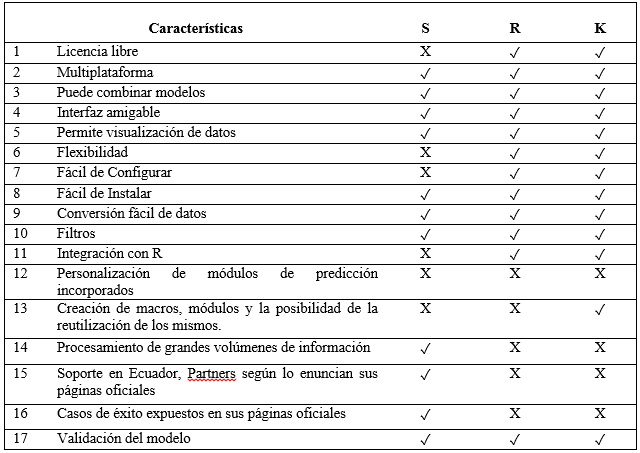 Características S R K
1 Licencia libre X ✓ ✓
2 Multiplataforma ✓ ✓ ✓
3 Puede combinar modelos ✓ ✓ ✓
4 Interfaz amigable ✓ ✓ ✓
5 Permite visualización de datos ✓ ✓ ✓
6 Flexibilidad X ✓ ✓
7 Fácil de Configurar X ✓ ✓
8 Fácil de Instalar ✓ ✓ ✓
9 Conversión fácil de datos ✓ ✓ ✓
10 Filtros ✓ ✓ ✓
11 Integración con R X ✓ ✓
12 Personalización de módulos de predicción X X X
incorporados
13 Creación de macros, módulos y la posibilidad de la X X ✓
reutilización de los mismos.
14 Procesamiento de grandes volúmenes de información ✓ X X
15 Soporte en Ecuador, Partners según lo enuncian sus ✓ X X
páginas oficiales
16 Casos de éxito expuestos en sus páginas oficiales ✓ X X
17 Validación del modelo ✓ ✓ ✓